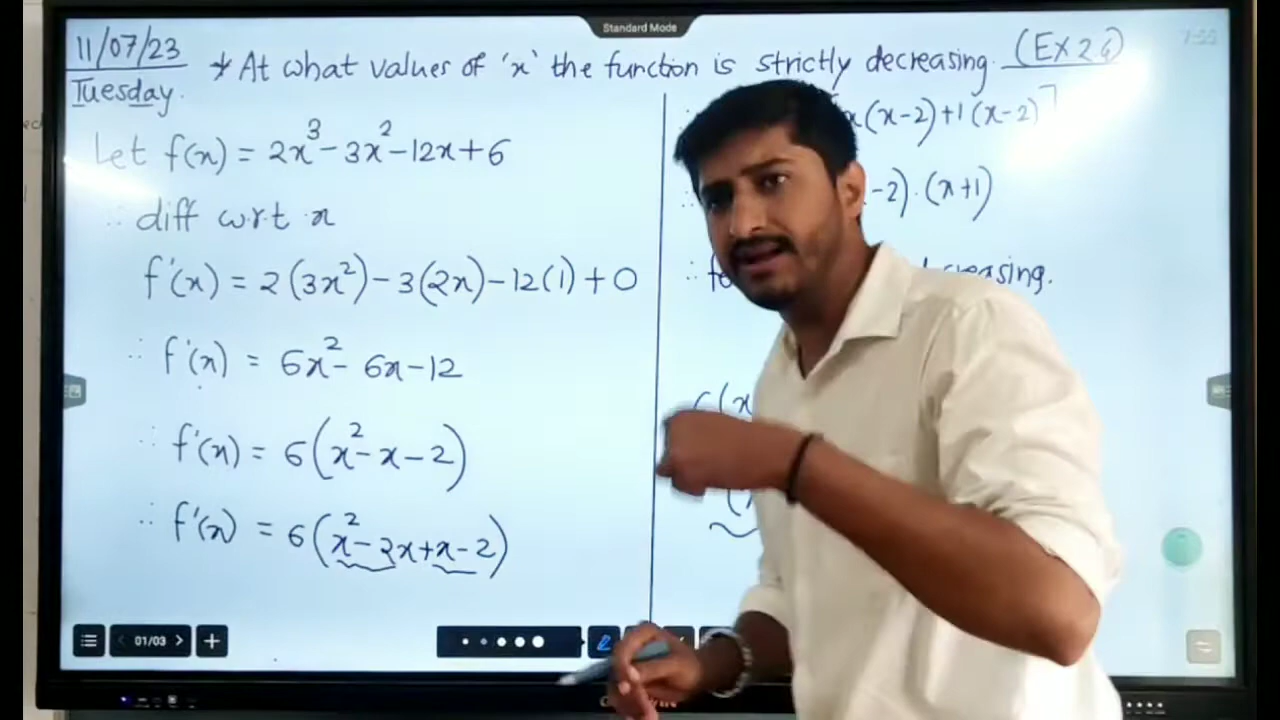 Standard Mode
11/07/23
Tuesday.
* At what values of 'x' the function is strictly decreasing. (Ex 2.6)
Let f(x) = 2x³ - 3x² - 12x + 6
∴ diff w.r.t x
f'(x) = 2(3x²) - 3(2x) - 12(1) + 0
∴ f'(x) = 6x² - 6x - 12
∴ f'(x) = 6(x² - x - 2)
∴ f'(x) = 6(x² - 2x + x - 2)
(x-2)+1(x-2)]
-2).(x+1)
01/03